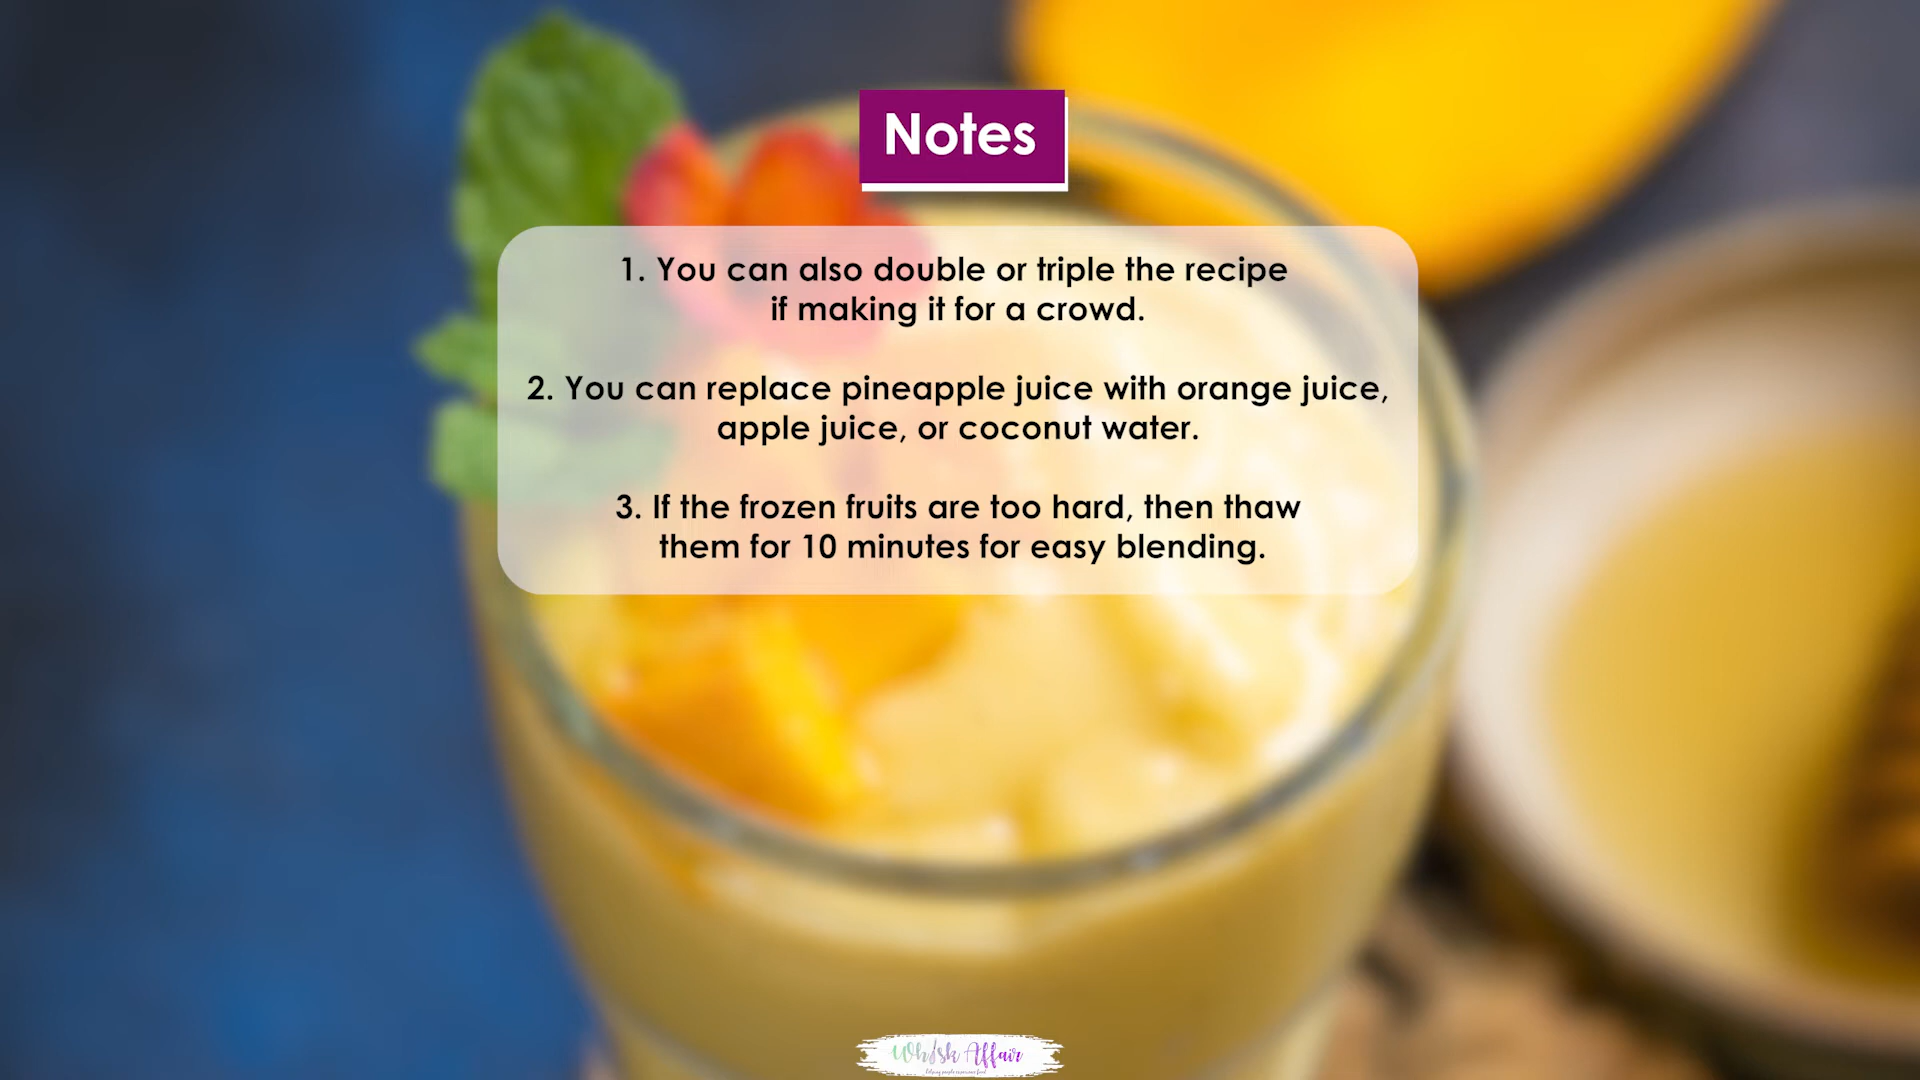 Notes
1. You can also double or triple the recipe
if making it for a crowd.
2. You can replace pineapple juice with orange juice,
apple juice, or coconut water.
3. If the frozen fruits are too hard, then thaw
them for 10 minutes for easy blending.
Whisk Affair